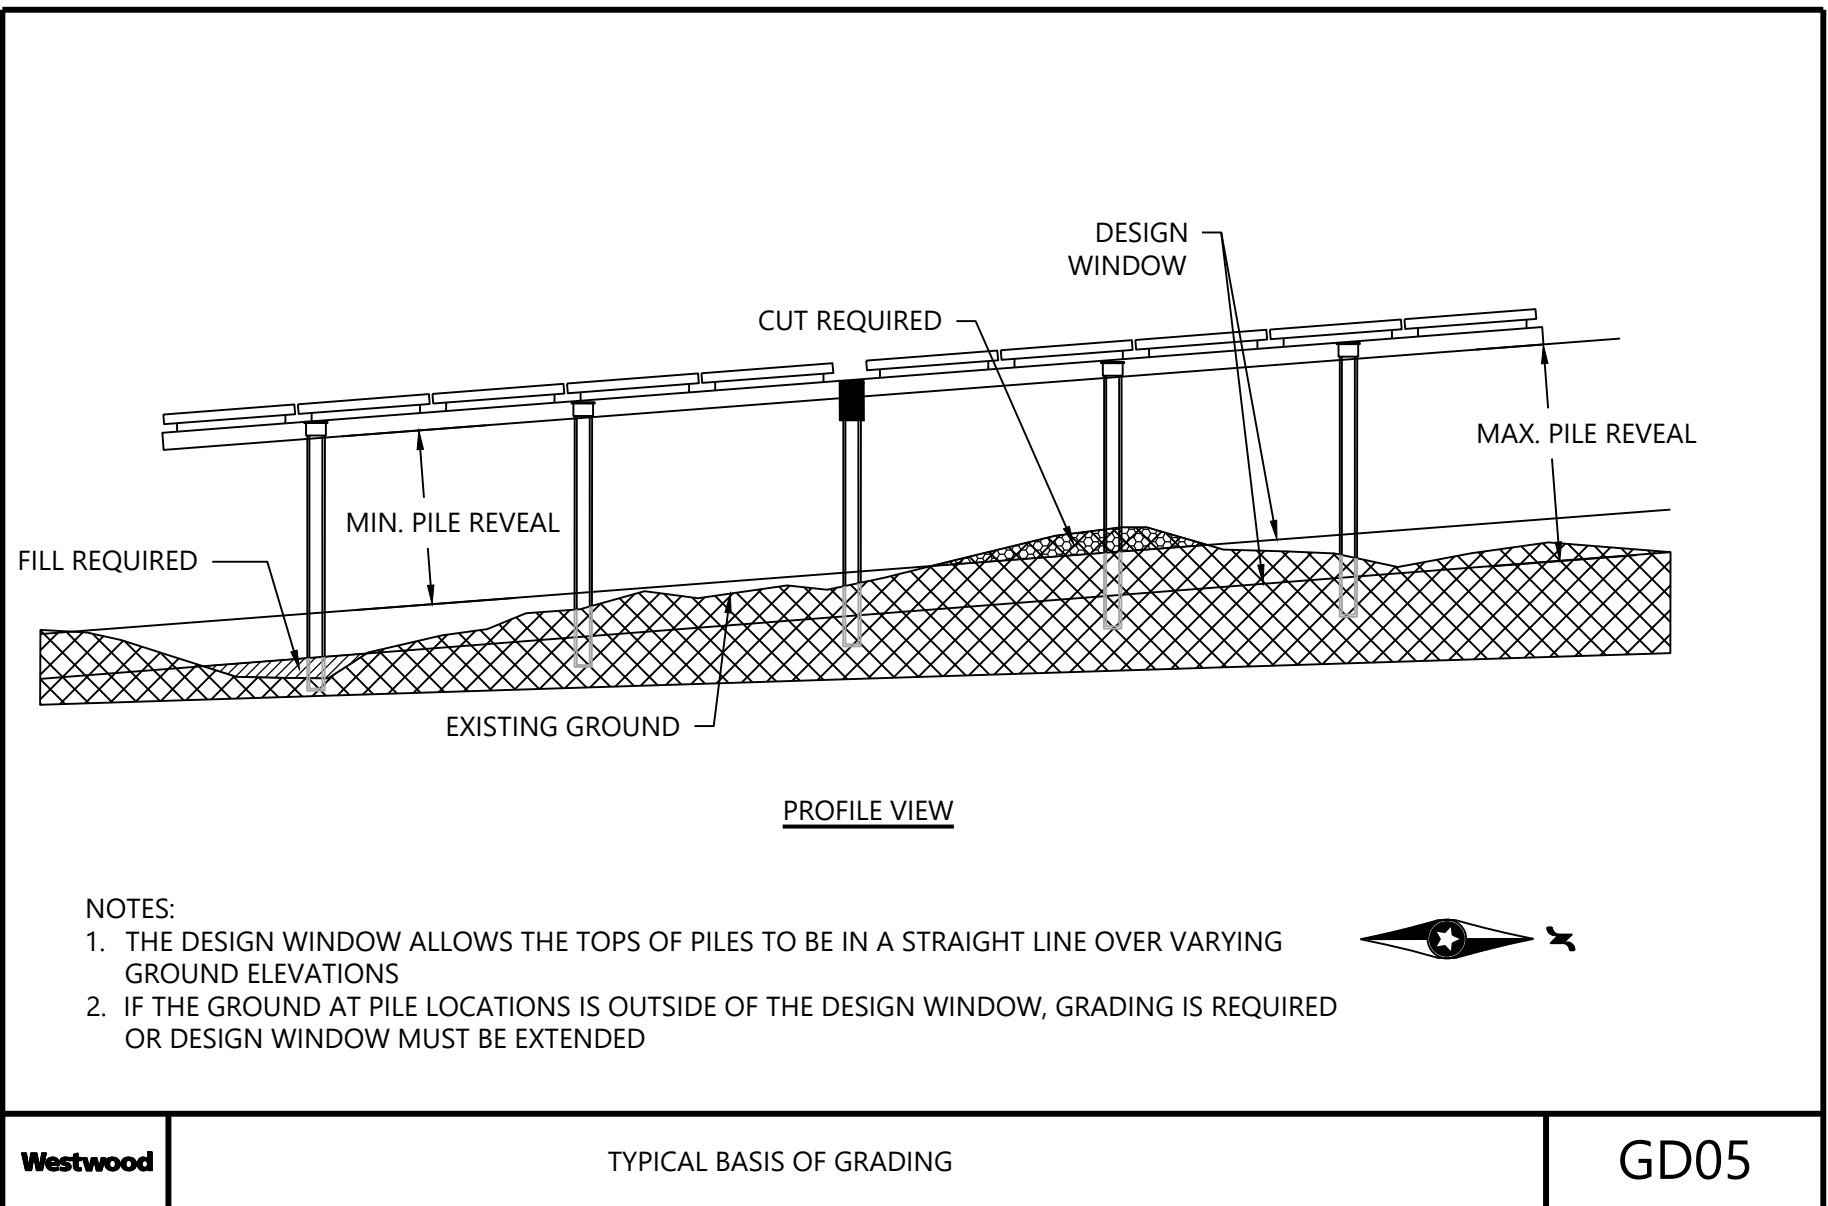 DESIGN
WINDOW
CUT REQUIRED
MAX. PILE REVEAL
MIN. PILE REVEAL
FILL REQUIRED
EXISTING GROUND
PROFILE VIEW
NOTES:
1. THE DESIGN WINDOW ALLOWS THE TOPS OF PILES TO BE IN A STRAIGHT LINE OVER VARYING
GROUND ELEVATIONS
2. IF THE GROUND AT PILE LOCATIONS IS OUTSIDE OF THE DESIGN WINDOW, GRADING IS REQUIRED
OR DESIGN WINDOW MUST BE EXTENDED
N
Westwood
TYPICAL BASIS OF GRADING
GD05